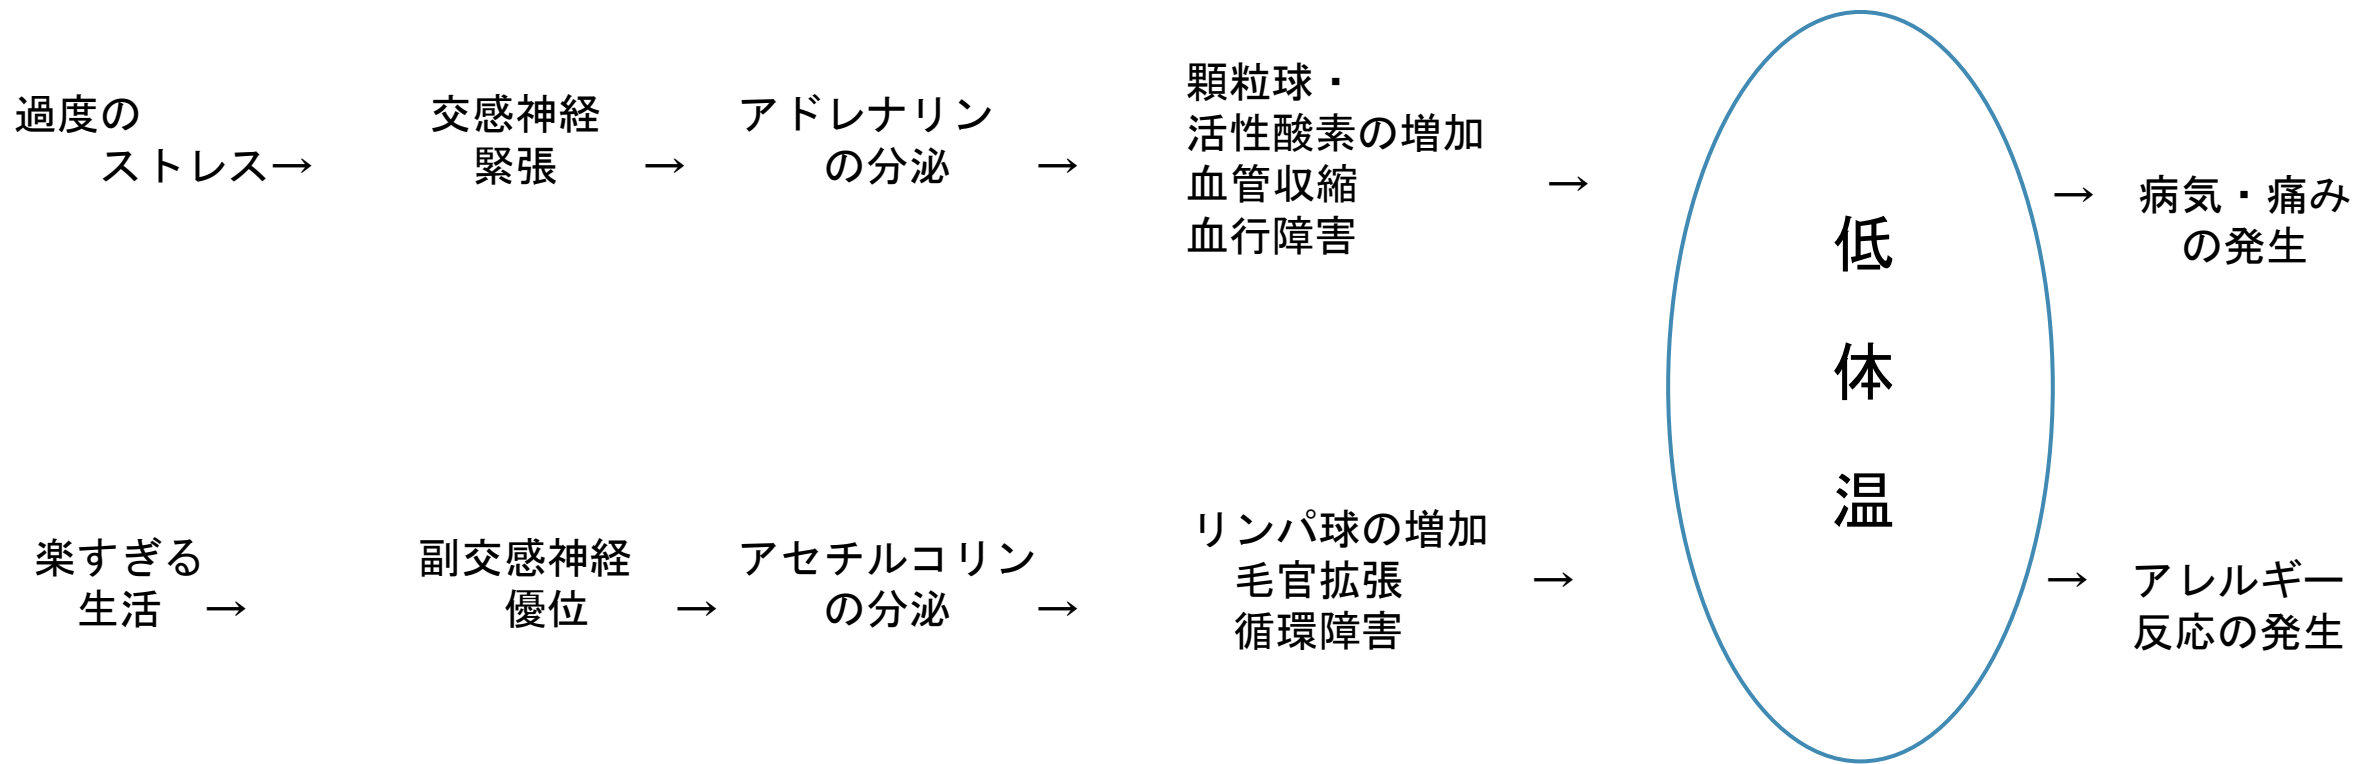 過度の
ストレス→
交感神経
緊張 →
アドレナリン
の分泌 →
顆粒球・
活性酸素の増加
血管収縮
血行障害
→
低
体
温
→
病気・痛み
の発生
楽すぎる
生活 →
副交感神経
優位 →
アセチルコリン
の分泌 →
リンパ球の増加
毛官拡張
循環障害
→
→
アレルギー
反応の発生